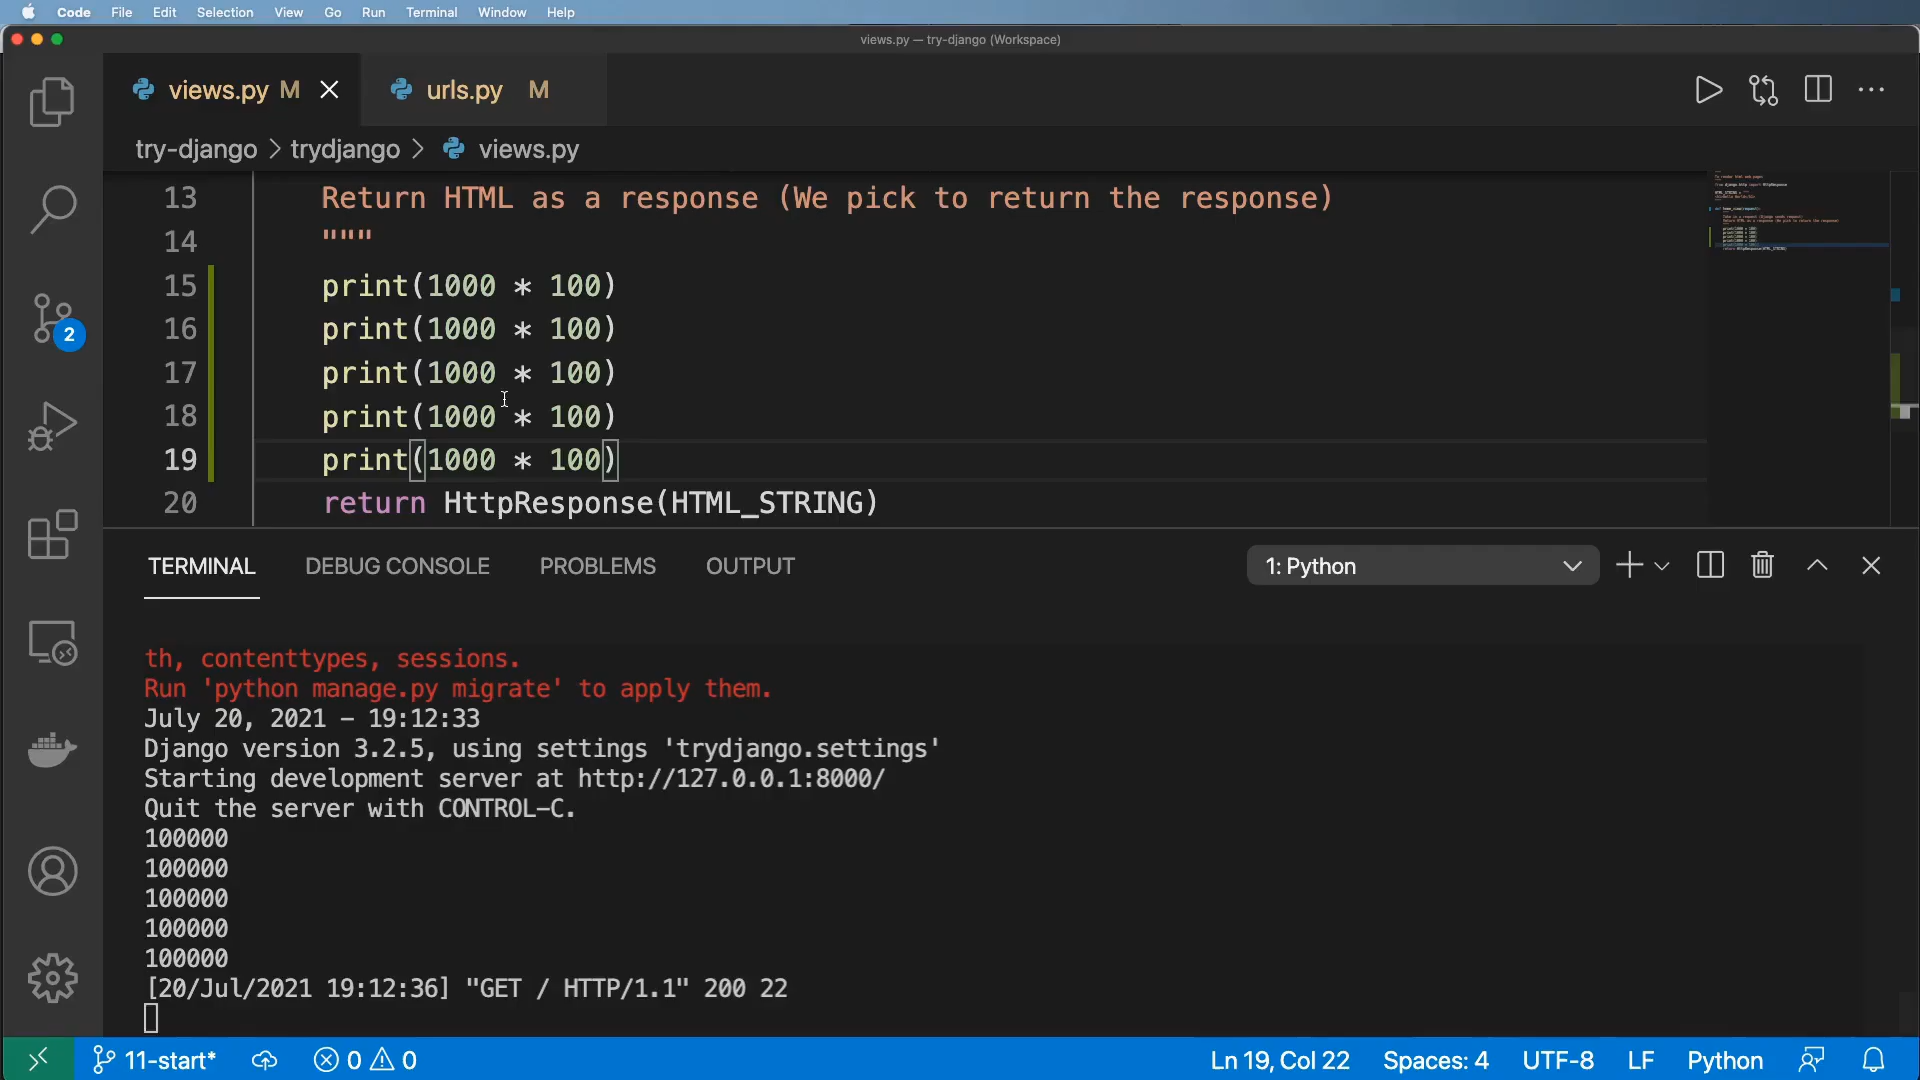 Code File Edit Selection View Go Run Terminal Window Help
views.py — try-django (Workspace)
views.py M urls.py M
try-django > trydjango > views.py
13 Return HTML as a response (We pick to return the response)
14 """
15 print(1000 * 100)
16 print(1000 * 100)
17 print(1000 * 100)
18 print(1000 * 100)
19 print(1000 * 100)
20 return HttpResponse(HTML_STRING)
2
TERMINAL DEBUG CONSOLE PROBLEMS OUTPUT 1: Python
th, contenttypes, sessions.
Run 'python manage.py migrate' to apply them.
July 20, 2021 - 19:12:33
Django version 3.2.5, using settings 'trydjango.settings'
Starting development server at http://127.0.0.1:8000/
Quit the server with CONTROL-C.
100000
100000
100000
100000
100000
[20/Jul/2021 19:12:36] "GET / HTTP/1.1" 200 22
11-start* 0 0 Ln 19, Col 22 Spaces: 4 UTF-8 LF Python